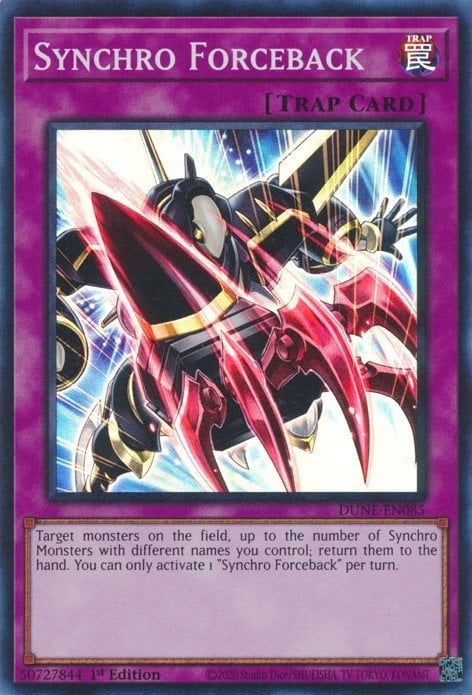 SYNCHRO FORCEBACK
TRAP
罠
[TRAP CARD]
DUNE-EN085
Target monsters on the field, up to the number of Synchro
Monsters with different names you control; return them to the
hand. You can only activate 1 "Synchro Forceback" per turn.
50727844 1st Edition ©2020 Studio Dice/SHUEISHA, TV TOKYO, KONAMI